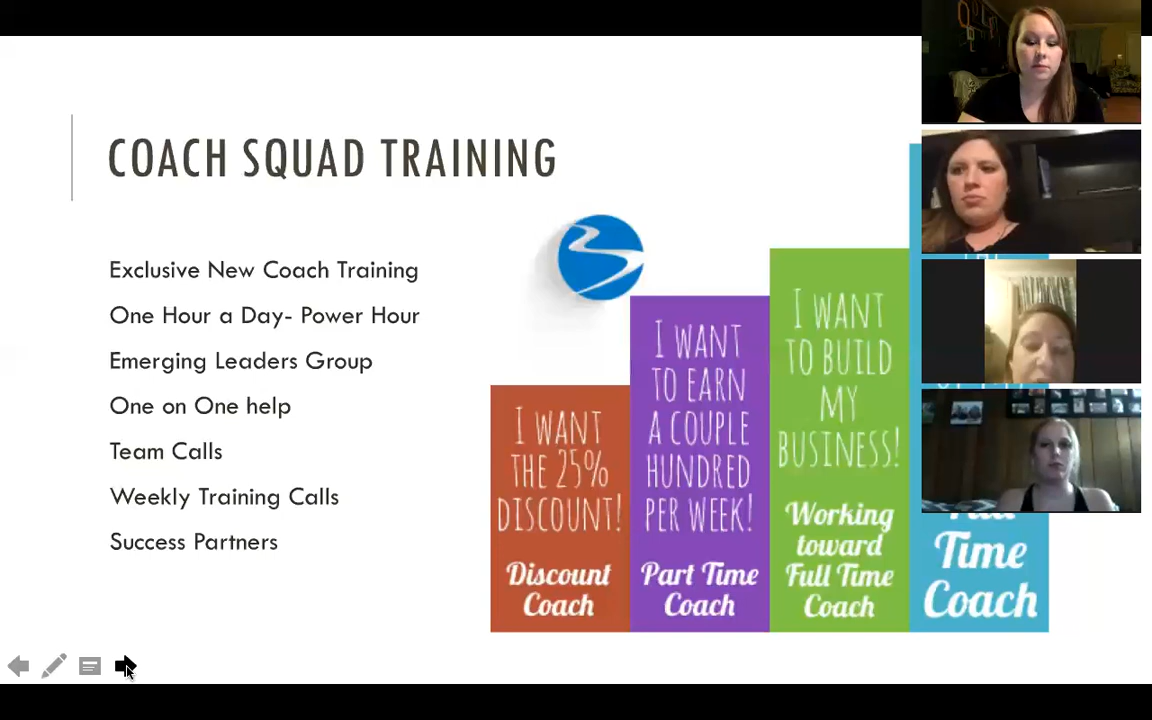 COACH SQUAD TRAINING
Exclusive New Coach Training
One Hour a Day- Power Hour
Emerging Leaders Group
One on One help
Team Calls
Weekly Training Calls
Success Partners
I WANT
THE 25%
DISCOUNT!
Discount
Coach
I WANT
TO EARN
A COUPLE
HUNDRED
PER WEEK!
Part Time
Coach
I WANT
TO BUILD
MY
BUSINESS!
Working
toward
Full Time
Coach
Time
Coach